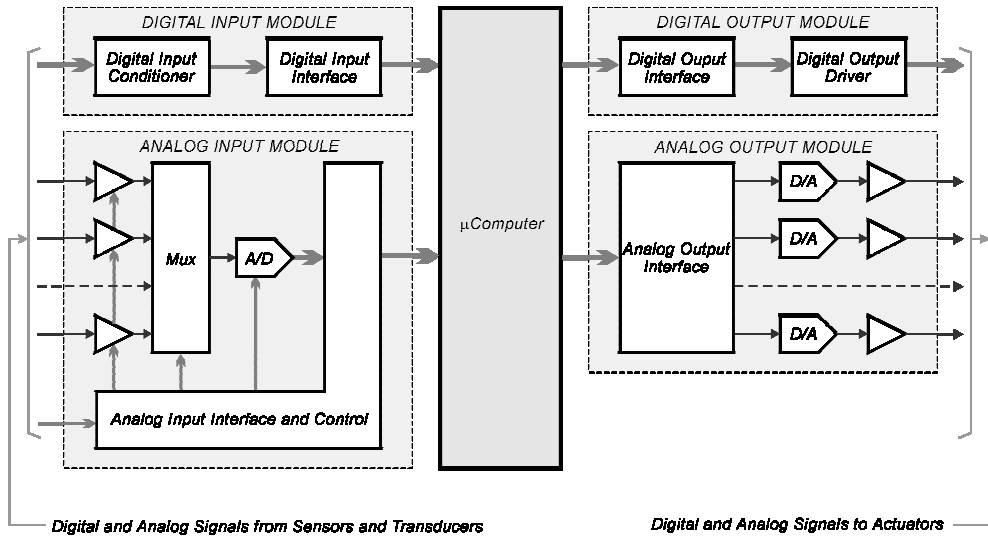 DIGITAL INPUT MODULE
Digital Input
Conditioner
Digital Input
Interface
ANALOG INPUT MODULE
Mux
A/D
Analog Input Interface and Control
µComputer
DIGITAL OUTPUT MODULE
Digital Ouput
Interface
Digital Output
Driver
ANALOG OUTPUT MODULE
Analog Output
Interface
D/A
D/A
D/A
Digital and Analog Signals from Sensors and Transducers
Digital and Analog Signals to Actuators